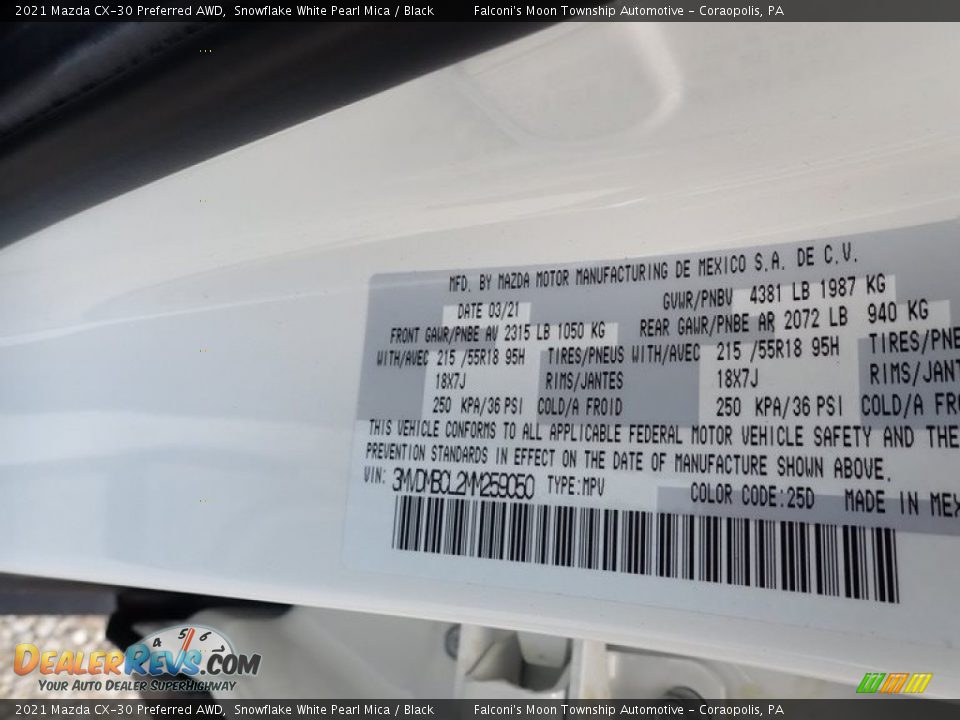 2021 Mazda CX-30 Preferred AWD, Snowflake White Pearl Mica / Black Falconi's Moon Township Automotive - Coraopolis, PA
MFD. BY MAZDA MOTOR MANUFACTURING DE MEXICO S.A. DE C.V.
DATE 03/21 GVWR/PNBV 4381 LB 1987 KG
FRONT GAWR/PNBE AV 2315 LB 1050 KG REAR GAWR/PNBE AR 2072 LB 940 KG
WITH/AVEC 215 /55R18 95H TIRES/PNEUS WITH/AVEC 215 /55R18 95H TIRES/PNE
18X7J RIMS/JANTES 18X7J RIMS/JANT
250 KPA/36 PSI COLD/A FROID 250 KPA/36 PSI COLD/A FRO
THIS VEHICLE CONFORMS TO ALL APPLICABLE FEDERAL MOTOR VEHICLE SAFETY AND THE
PREVENTION STANDARDS IN EFFECT ON THE DATE OF MANUFACTURE SHOWN ABOVE.
VIN: 3MVDMBCL2MM259050 TYPE:MPV COLOR CODE:25D MADE IN MEX
4 5 6
DealerRevs.com
Your Auto Dealer SuperHighway
2021 Mazda CX-30 Preferred AWD, Snowflake White Pearl Mica / Black Falconi's Moon Township Automotive - Coraopolis, PA